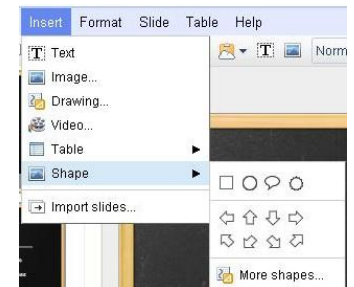 Insert Format Slide Table Help
T Text
T Norm
Image...
Drawing...
Video...
Table
Shape
Import slides...
More shapes...